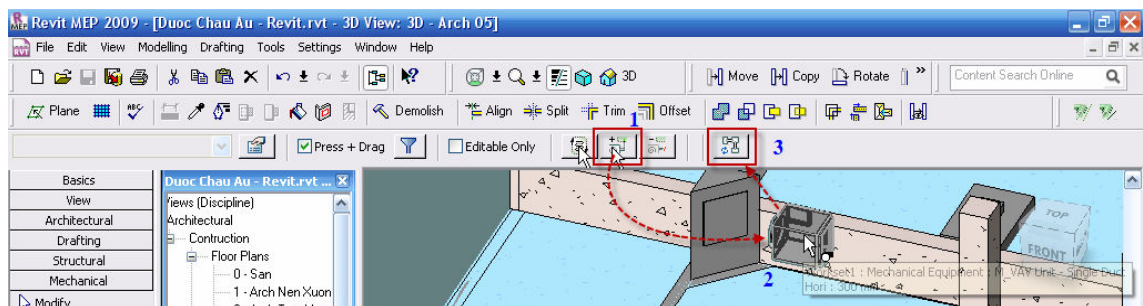 Revit MEP 2009 - [Duoc Chau Au - Revit.rvt - 3D View: 3D - Arch 05]
File Edit View Modelling Drafting Tools Settings Window Help
3D Move Copy Rotate » Content Search Online
Plane Demolish Align Split Trim Offset
1
Press + Drag Editable Only 3
Basics
View
Architectural
Drafting
Structural
Mechanical
Modify
Duoc Chau Au - Revit.rvt ...
Views (Discipline)
Architectural
Contruction
Floor Plans
0 - San
1 - Arch Nen Xuon
TOP
FRONT
2
Workset1 : Mechanical Equipment : M_VAV Unit - Single Duct
Hori : 300 mm